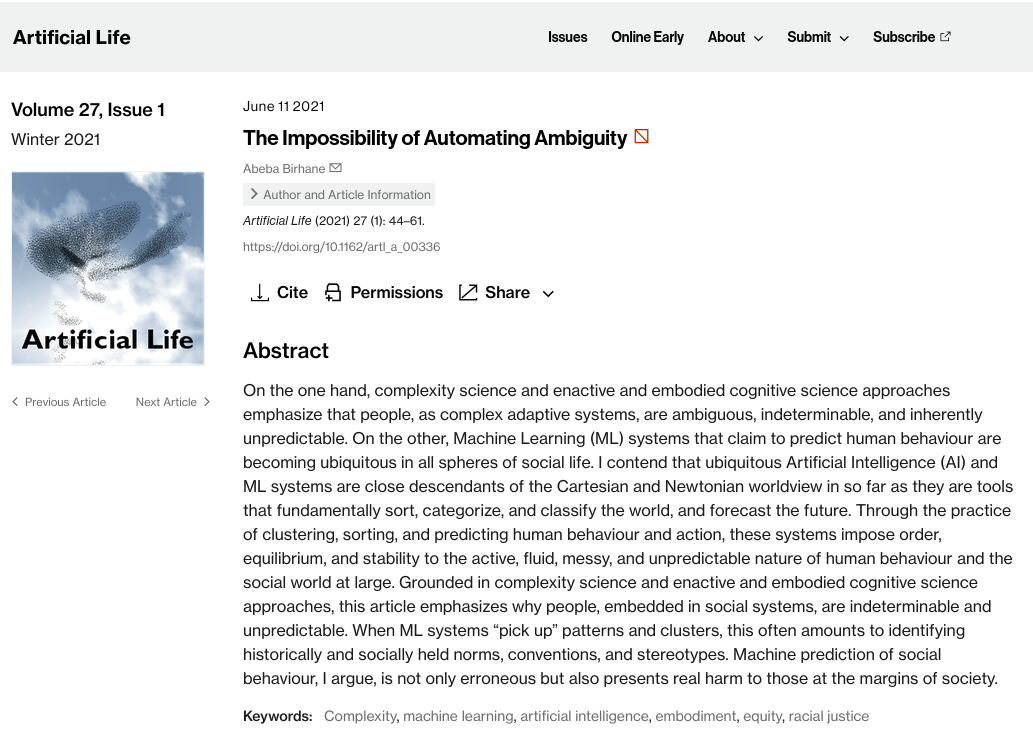 Artificial Life
Issues Online Early About Submit Subscribe
Volume 27, Issue 1
Winter 2021
Artificial Life
Previous Article Next Article
June 11 2021
The Impossibility of Automating Ambiguity
Abeba Birhane
Author and Article Information
Artificial Life (2021) 27 (1): 44–61.
https://doi.org/10.1162/artl_a_00336
Cite Permissions Share
Abstract
On the one hand, complexity science and enactive and embodied cognitive science approaches
emphasize that people, as complex adaptive systems, are ambiguous, indeterminable, and inherently
unpredictable. On the other, Machine Learning (ML) systems that claim to predict human behaviour are
becoming ubiquitous in all spheres of social life. I contend that ubiquitous Artificial Intelligence (AI) and
ML systems are close descendants of the Cartesian and Newtonian worldview in so far as they are tools
that fundamentally sort, categorize, and classify the world, and forecast the future. Through the practice
of clustering, sorting, and predicting human behaviour and action, these systems impose order,
equilibrium, and stability to the active, fluid, messy, and unpredictable nature of human behaviour and the
social world at large. Grounded in complexity science and enactive and embodied cognitive science
approaches, this article emphasizes why people, embedded in social systems, are indeterminable and
unpredictable. When ML systems “pick up” patterns and clusters, this often amounts to identifying
historically and socially held norms, conventions, and stereotypes. Machine prediction of social
behaviour, I argue, is not only erroneous but also presents real harm to those at the margins of society.
Keywords: Complexity, machine learning, artificial intelligence, embodiment, equity, racial justice